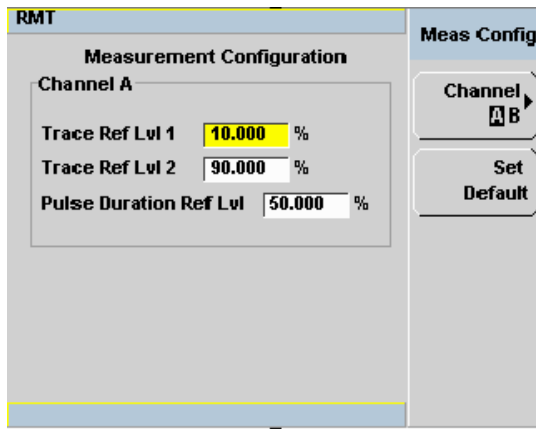 RMT
Measurement Configuration
Channel A
Trace Ref Lvl 1 10.000 %
Trace Ref Lvl 2 90.000 %
Pulse Duration Ref Lvl 50.000 %
Meas Config
Channel
A B
Set
Default